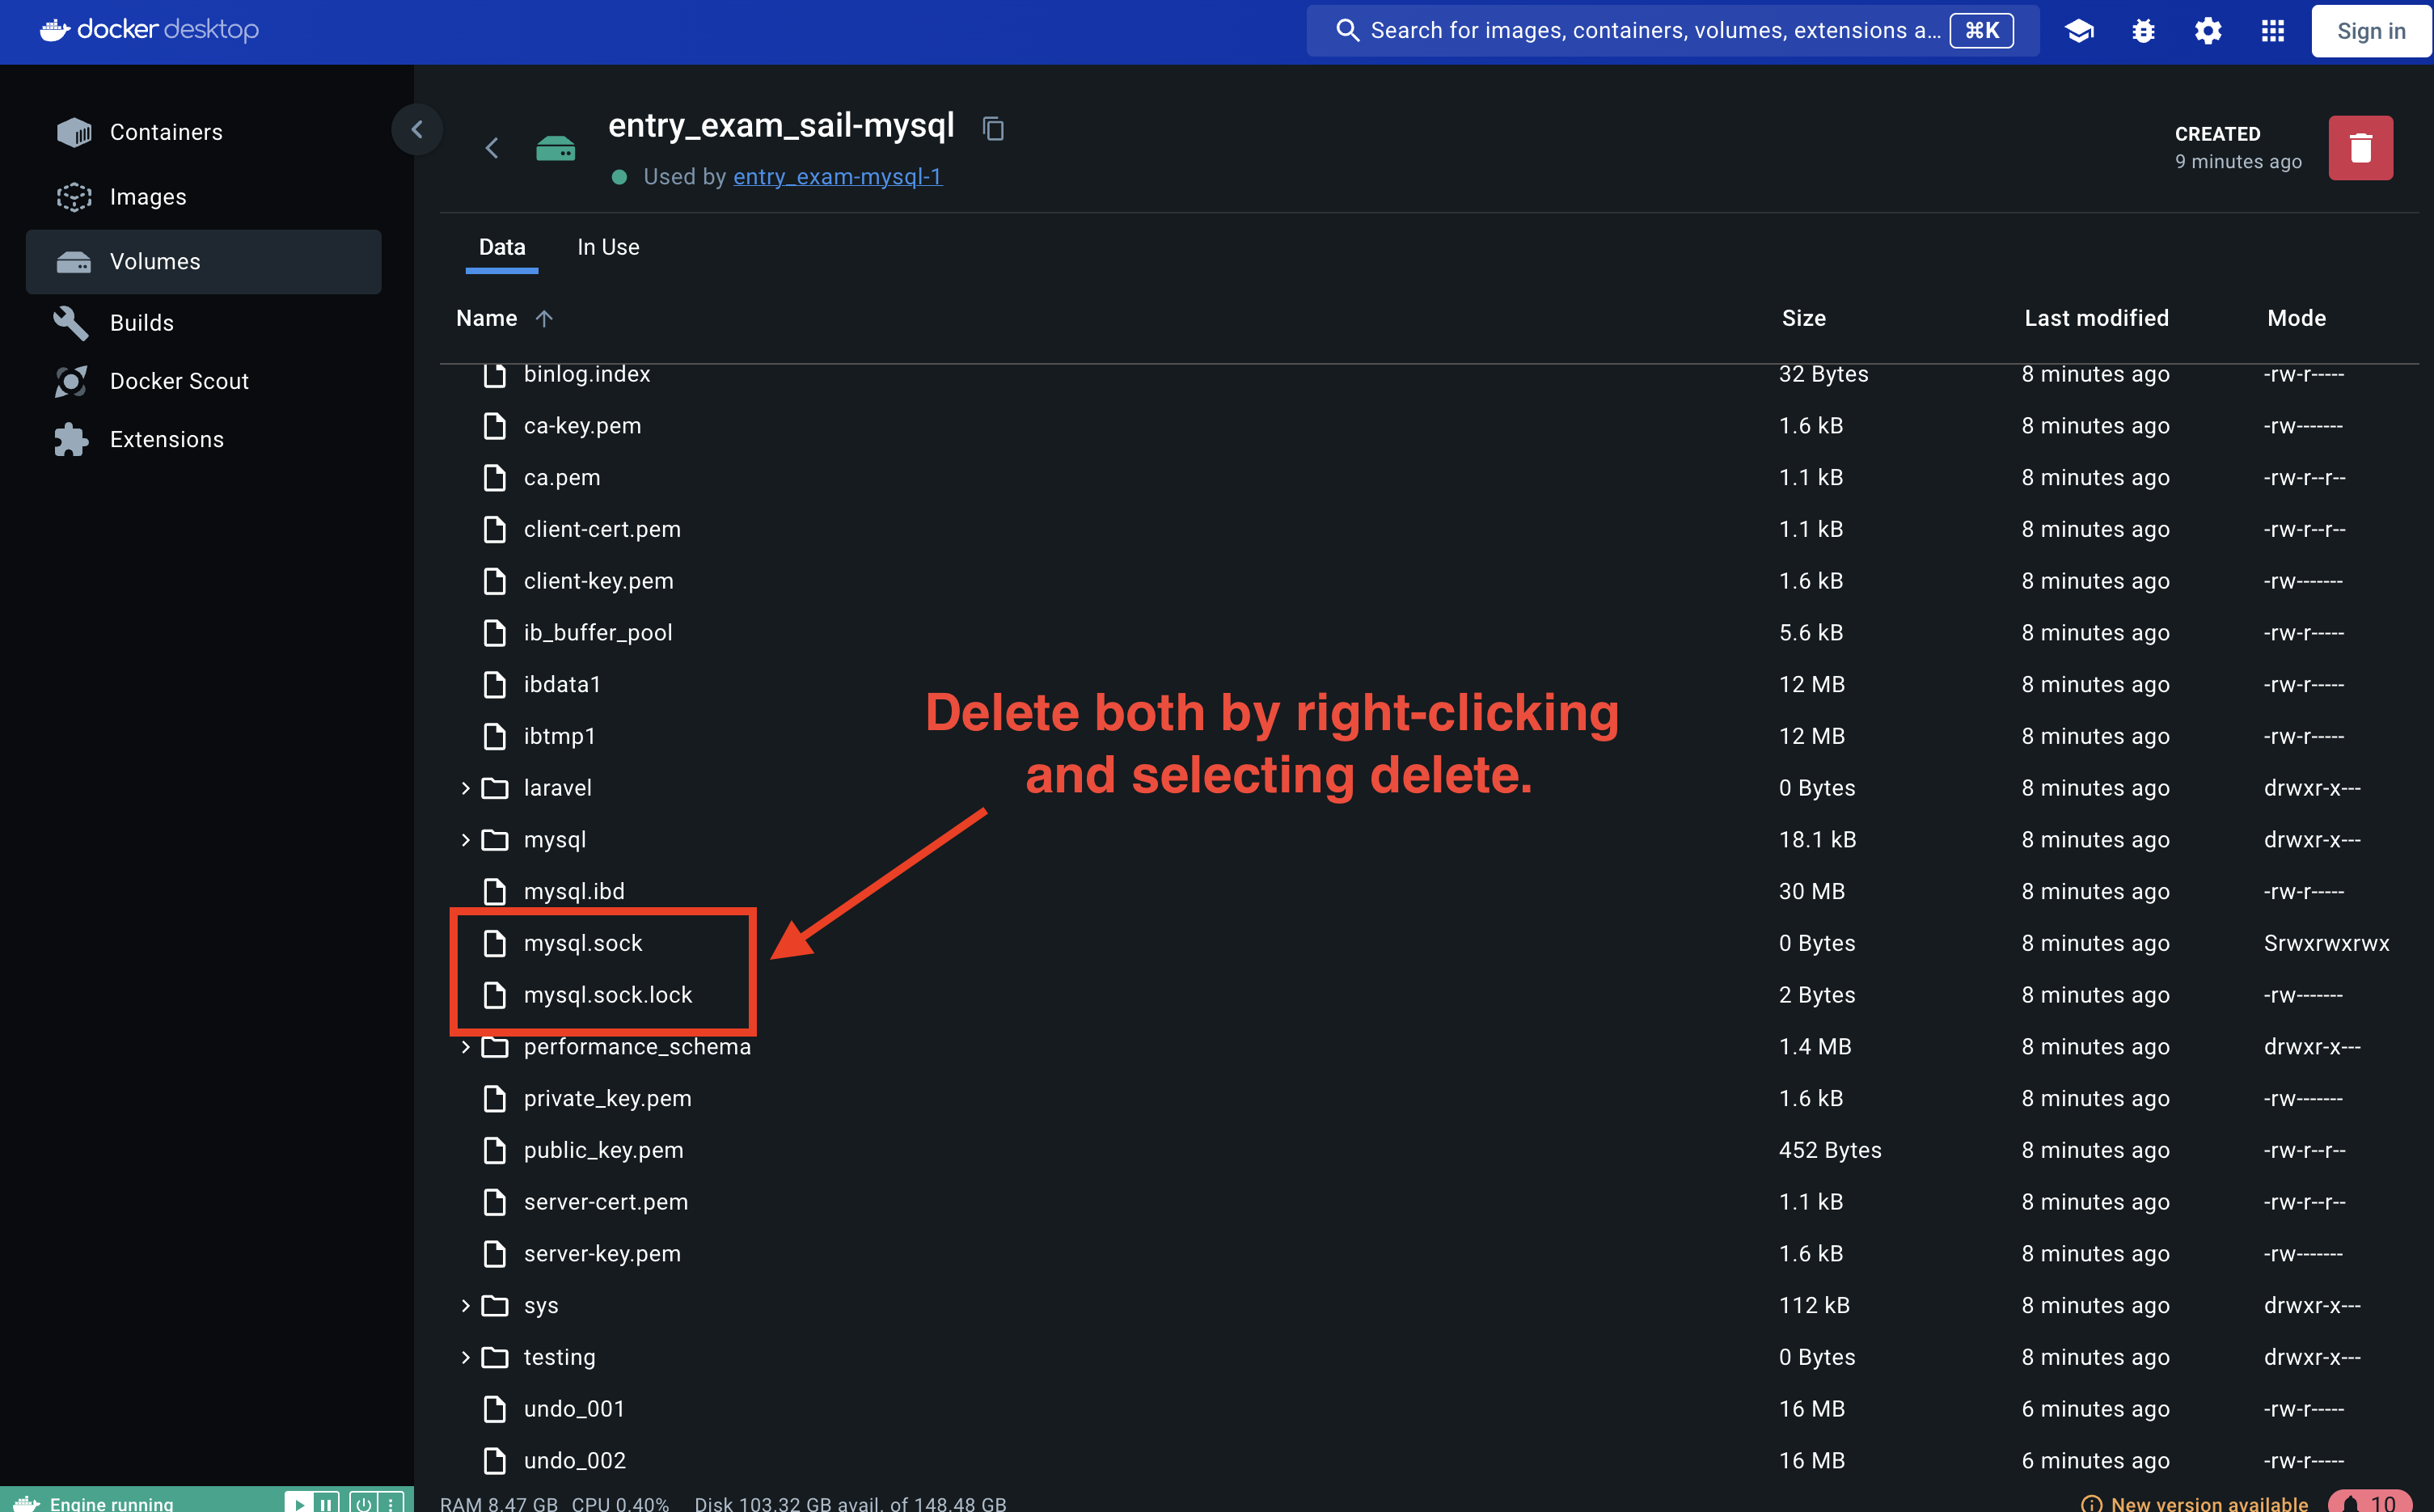 docker desktop
Search for images, containers, volumes, extensions a... ⌘K
Sign in
Containers
Images
Volumes
Builds
Docker Scout
Extensions
entry_exam_sail-mysql
Used by entry_exam-mysql-1
CREATED
9 minutes ago
Data In Use
Name Size Last modified Mode
binlog.index 32 Bytes 8 minutes ago -rw-r-----
ca-key.pem 1.6 kB 8 minutes ago -rw-------
ca.pem 1.1 kB 8 minutes ago -rw-r--r--
client-cert.pem 1.1 kB 8 minutes ago -rw-r--r--
client-key.pem 1.6 kB 8 minutes ago -rw-------
ib_buffer_pool 5.6 kB 8 minutes ago -rw-r-----
ibdata1 12 MB 8 minutes ago -rw-r-----
Delete both by right-clicking
and selecting delete.
ibtmp1 12 MB 8 minutes ago -rw-r-----
laravel 0 Bytes 8 minutes ago drwxr-x---
mysql 18.1 kB 8 minutes ago drwxr-x---
mysql.ibd 30 MB 8 minutes ago -rw-r-----
mysql.sock 0 Bytes 8 minutes ago Srwxrwxrwx
mysql.sock.lock 2 Bytes 8 minutes ago -rw-------
performance_schema 1.4 MB 8 minutes ago drwxr-x---
private_key.pem 1.6 kB 8 minutes ago -rw-------
public_key.pem 452 Bytes 8 minutes ago -rw-r--r--
server-cert.pem 1.1 kB 8 minutes ago -rw-r--r--
server-key.pem 1.6 kB 8 minutes ago -rw-------
sys 112 kB 8 minutes ago drwxr-x---
testing 0 Bytes 8 minutes ago drwxr-x---
undo_001 16 MB 6 minutes ago -rw-r-----
undo_002 16 MB 6 minutes ago -rw-r-----
Engine running
RAM 8.47 GB CPU 0.40% Disk 103.32 GB avail. of 148.48 GB
New version available
10